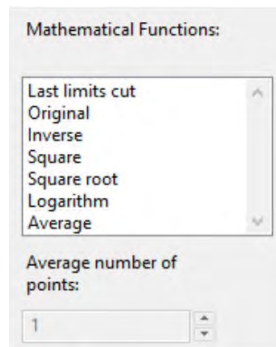 Mathematical Functions:
Last limits cut
Original
Inverse
Square
Square root
Logarithm
Average
Average number of
points:
1